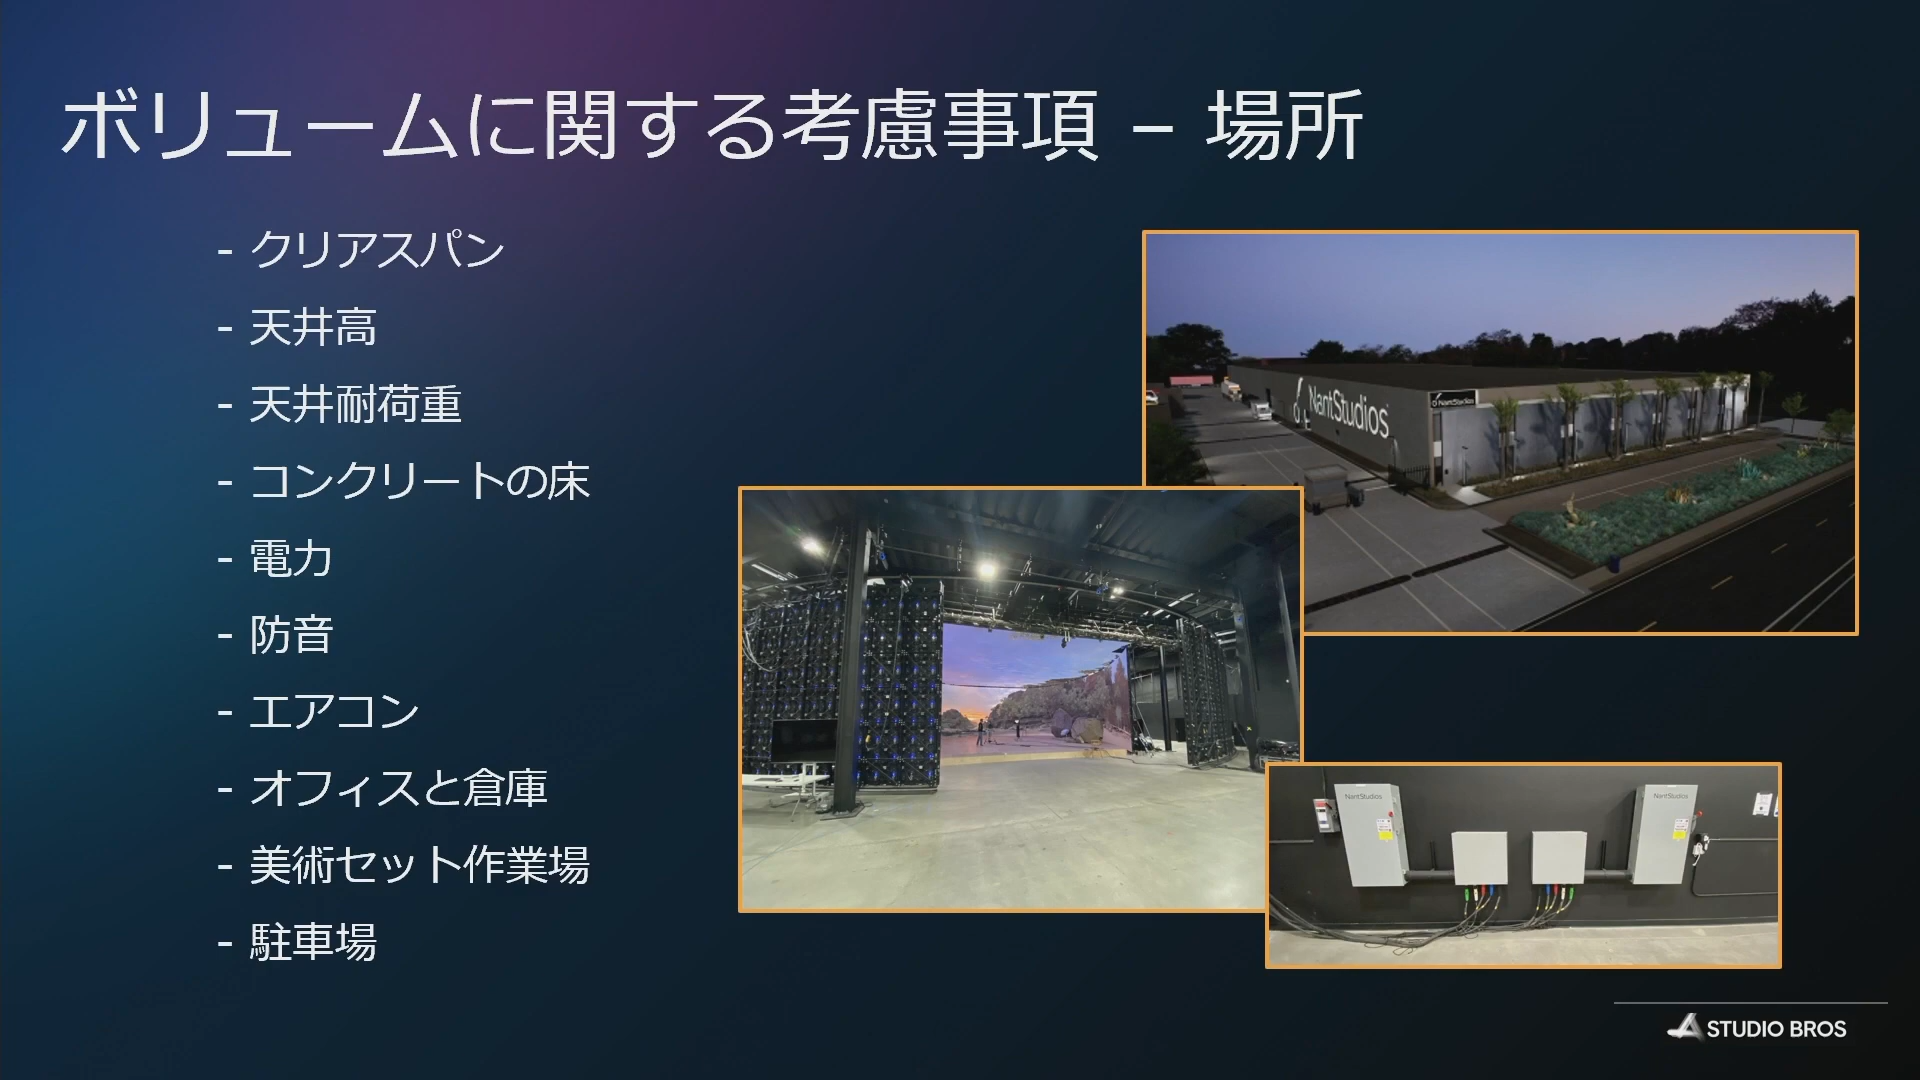 ボリュームに関する考慮事項 – 場所
- クリアスパン
- 天井高
- 天井耐荷重
- コンクリートの床
- 電力
- 防音
- エアコン
- オフィスと倉庫
- 美術セット作業場
- 駐車場
NantStudios
NantStudios
NantStudios
NantStudios
STUDIO BROS